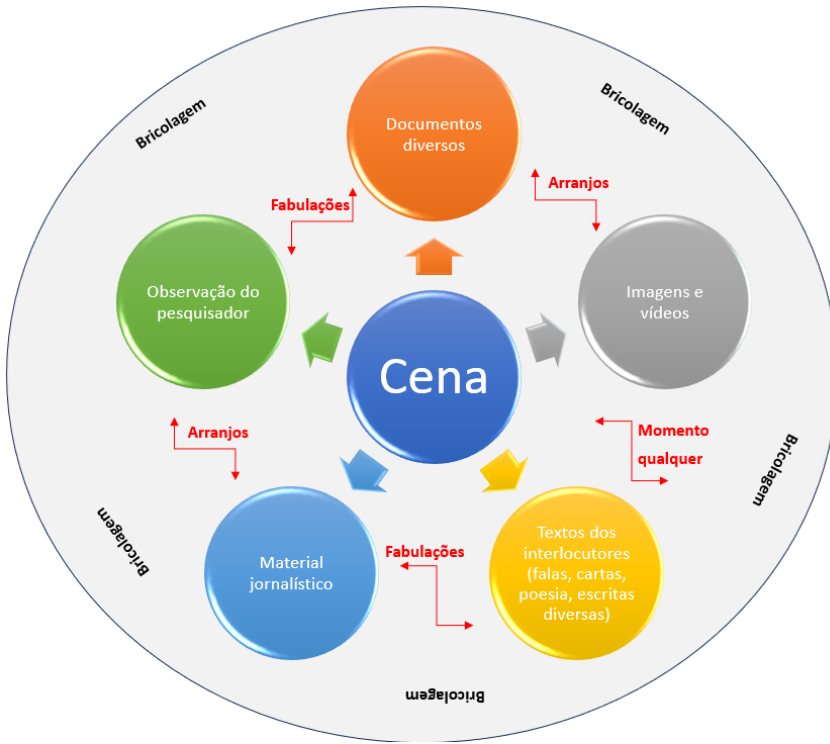 Bricolagem
Bricolagem
Documentos
diversos
Fabulações
Arranjos
Observação do
pesquisador
Imagens e
vídeos
Cena
Arranjos
Momento
qualquer
Bricolagem
Bricolagem
Material
jornalístico
Fabulações
Textos dos
interlocutores
(falas, cartas,
poesia, escritas
diversas)
Bricolagem